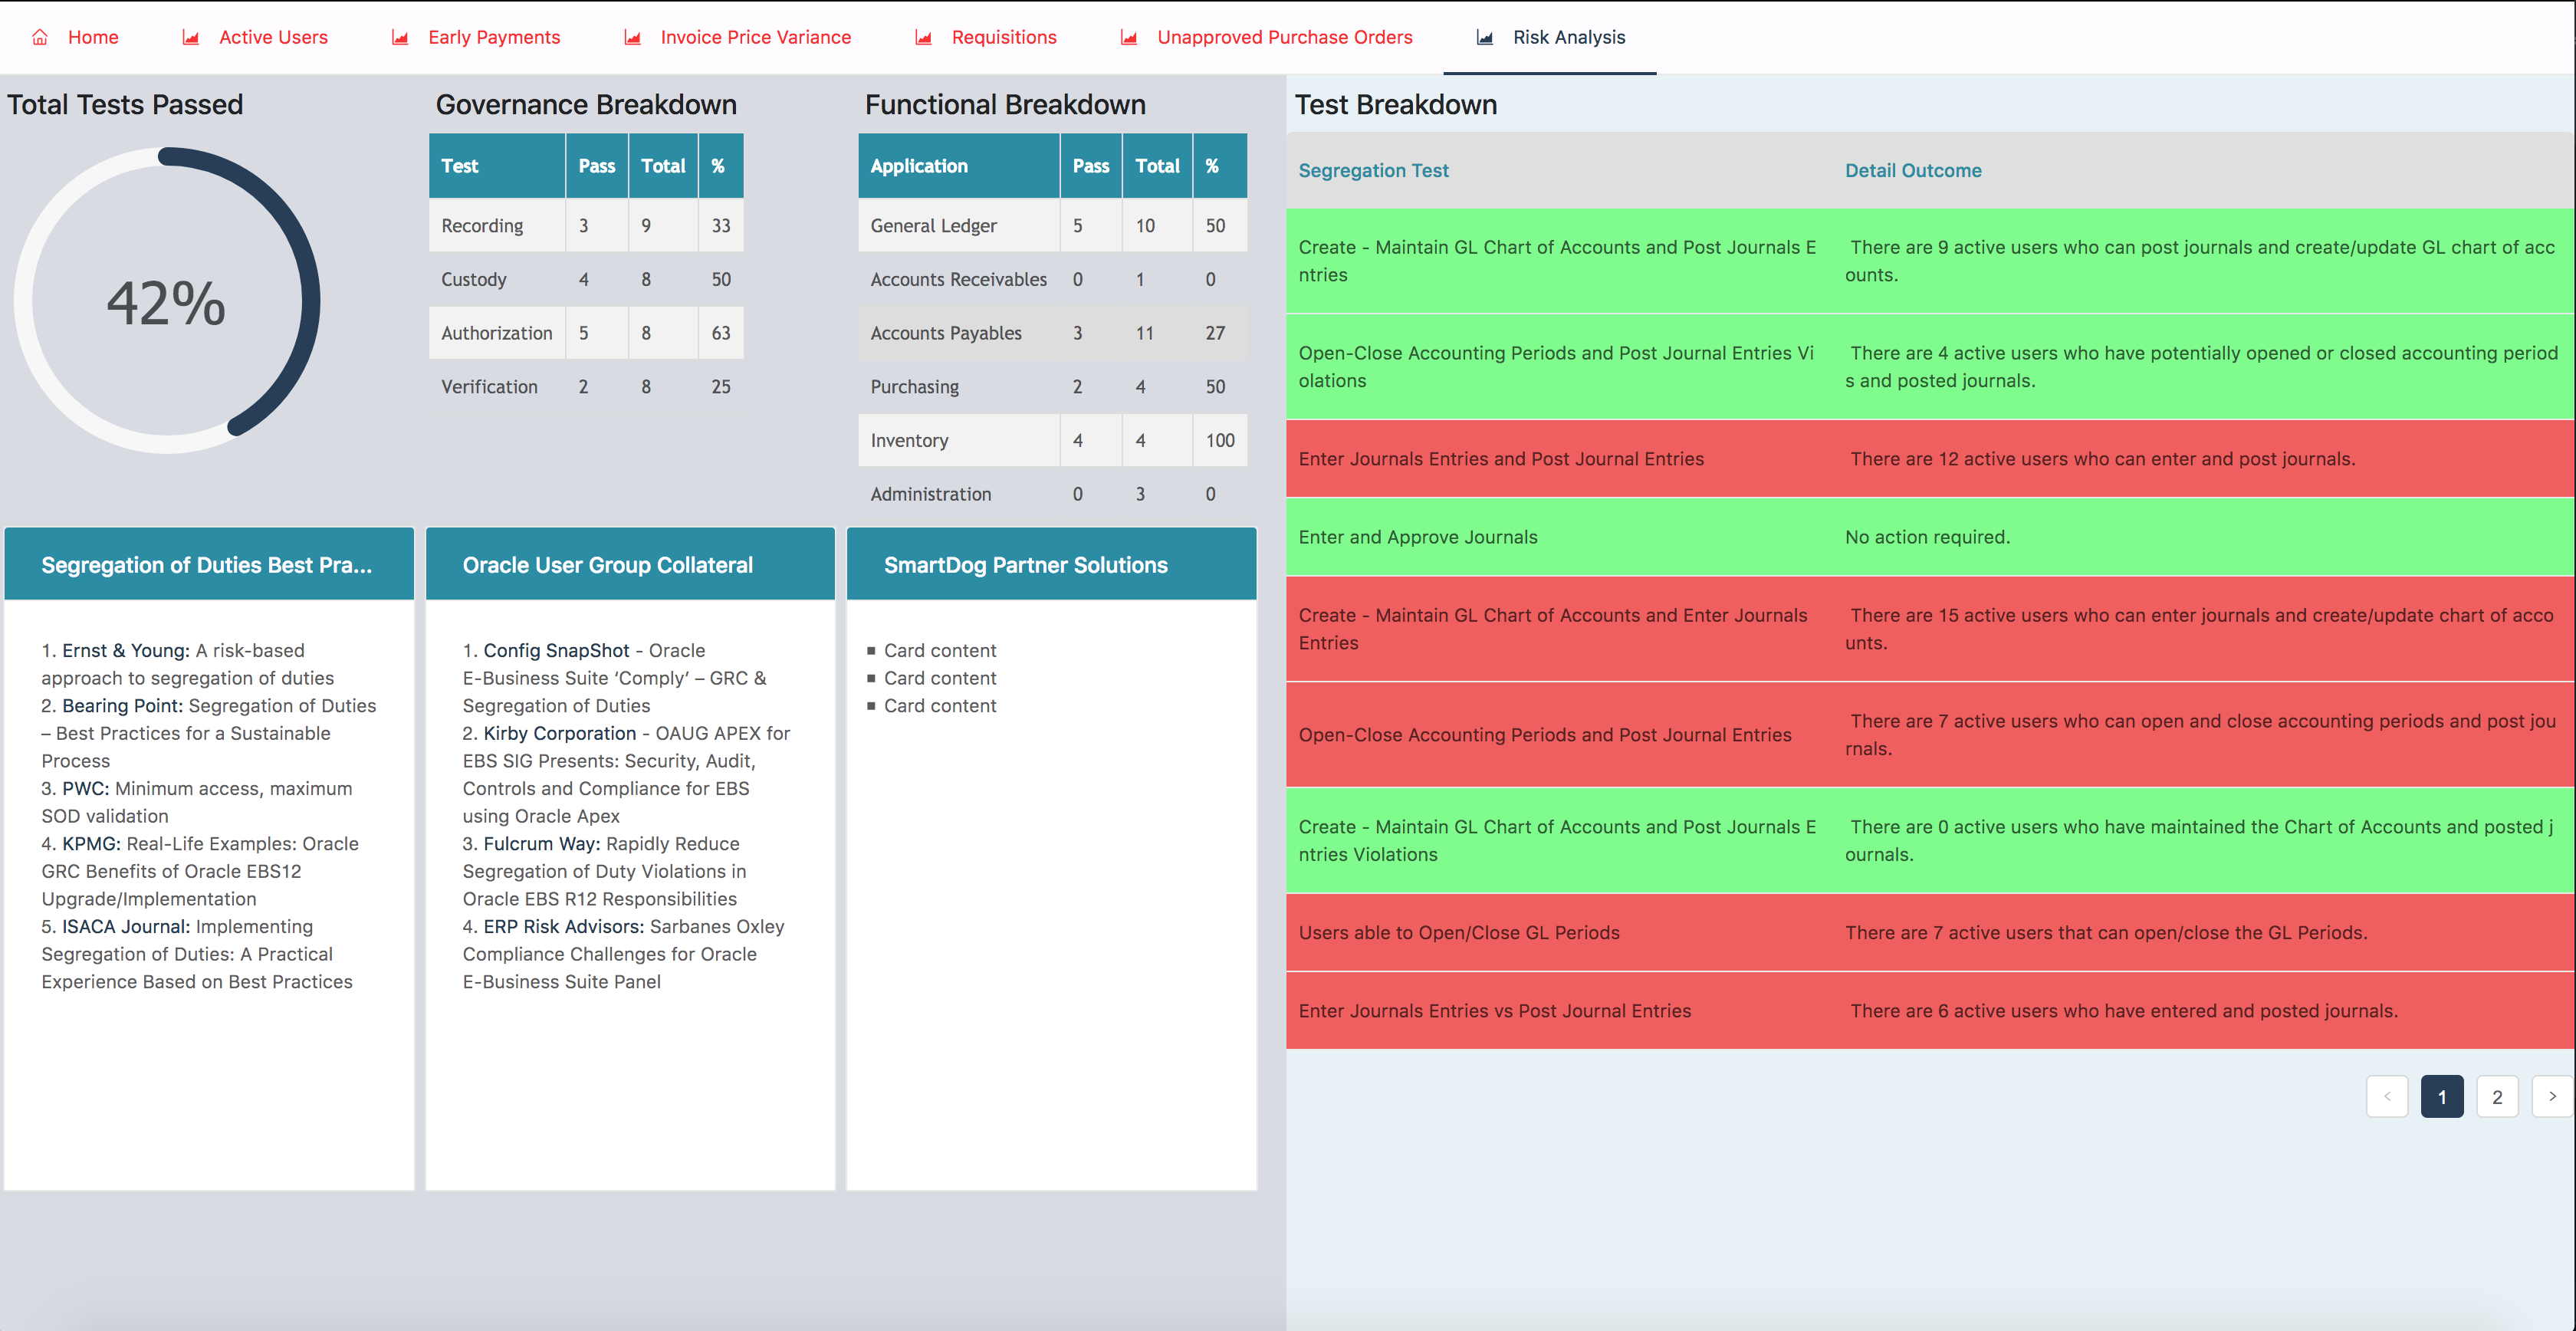 Home Active Users Early Payments Invoice Price Variance Requisitions Unapproved Purchase Orders Risk Analysis
Total Tests Passed
42%
Governance Breakdown
Test Pass Total %
Recording 3 9 33
Custody 4 8 50
Authorization 5 8 63
Verification 2 8 25
Functional Breakdown
Application Pass Total %
General Ledger 5 10 50
Accounts Receivables 0 1 0
Accounts Payables 3 11 27
Purchasing 2 4 50
Inventory 4 4 100
Administration 0 3 0
Segregation of Duties Best Pra...
1. Ernst & Young: A risk-based
approach to segregation of duties
2. Bearing Point: Segregation of Duties
– Best Practices for a Sustainable
Process
3. PWC: Minimum access, maximum
SOD validation
4. KPMG: Real-Life Examples: Oracle
GRC Benefits of Oracle EBS12
Upgrade/Implementation
5. ISACA Journal: Implementing
Segregation of Duties: A Practical
Experience Based on Best Practices
Oracle User Group Collateral
1. Config SnapShot - Oracle
E-Business Suite ‘Comply’ – GRC &
Segregation of Duties
2. Kirby Corporation - OAUG APEX for
EBS SIG Presents: Security, Audit,
Controls and Compliance for EBS
using Oracle Apex
3. Fulcrum Way: Rapidly Reduce
Segregation of Duty Violations in
Oracle EBS R12 Responsibilities
4. ERP Risk Advisors: Sarbanes Oxley
Compliance Challenges for Oracle
E-Business Suite Panel
SmartDog Partner Solutions
▪ Card content
▪ Card content
▪ Card content
Test Breakdown
Segregation Test Detail Outcome
Create - Maintain GL Chart of Accounts and Post Journals E
ntries
There are 9 active users who can post journals and create/update GL chart of acc
ounts.
Open-Close Accounting Periods and Post Journal Entries Vi
olations
There are 4 active users who have potentially opened or closed accounting period
s and posted journals.
Enter Journals Entries and Post Journal Entries
There are 12 active users who can enter and post journals.
Enter and Approve Journals
No action required.
Create - Maintain GL Chart of Accounts and Enter Journals
Entries
There are 15 active users who can enter journals and create/update chart of acco
unts.
Open-Close Accounting Periods and Post Journal Entries
There are 7 active users who can open and close accounting periods and post jou
rnals.
Create - Maintain GL Chart of Accounts and Post Journals E
ntries Violations
There are 0 active users who have maintained the Chart of Accounts and posted j
ournals.
Users able to Open/Close GL Periods
There are 7 active users that can open/close the GL Periods.
Enter Journals Entries vs Post Journal Entries
There are 6 active users who have entered and posted journals.
< 1 2 >